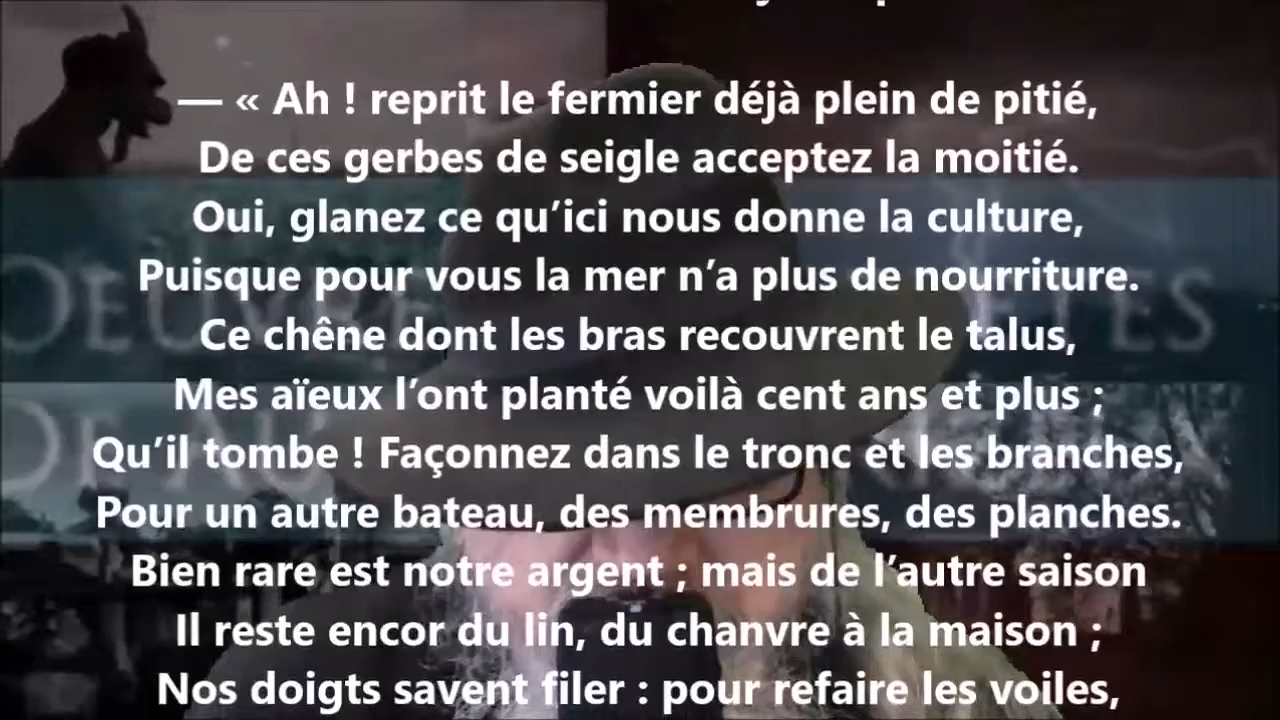 — « Ah ! reprit le fermier déjà plein de pitié,
De ces gerbes de seigle acceptez la moitié.
Oui, glanez ce qu’ici nous donne la culture,
Puisque pour vous la mer n’a plus de nourriture.
Ce chêne dont les bras recouvrent le talus,
Mes aïeux l’ont planté voilà cent ans et plus ;
Qu’il tombe ! Façonnez dans le tronc et les branches,
Pour un autre bateau, des membrures, des planches.
Bien rare est notre argent ; mais de l’autre saison
Il reste encor du lin, du chanvre à la maison ;
Nos doigts savent filer : pour refaire les voiles,